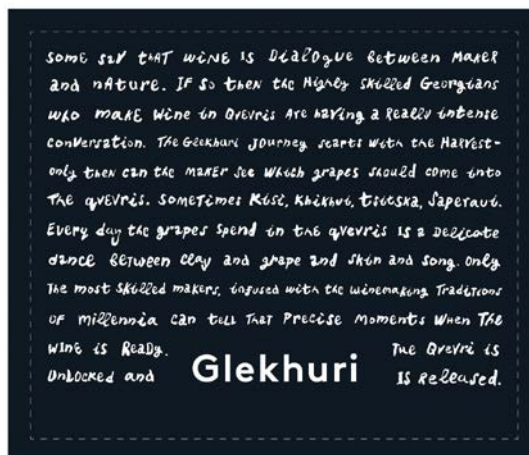 SOME SAY tHAT WiNE IS DialOgue Between MakeR
and nAture. IF So then the Highly Skilled Georgians
who makE Wine in Qvevris Are having a Really intense
conversation. The Glekhuri JOurney starts with the HaRvest-
only then can the makeR see Which grapes should come into
The qvevris. SomeTimes Kisi, Khikhvi, tsitska, Saperavi.
Every day the grapes Spend in the qvevris Is a Delicate
dance Between Clay and grape and Skin and Song. Only
The most Skilled makers, infused with the winemaking TradiTions
OF millennia can tell That Precise Moments When The
WINE is Ready. The Qvevri is
UnLocked and Glekhuri IS Released.